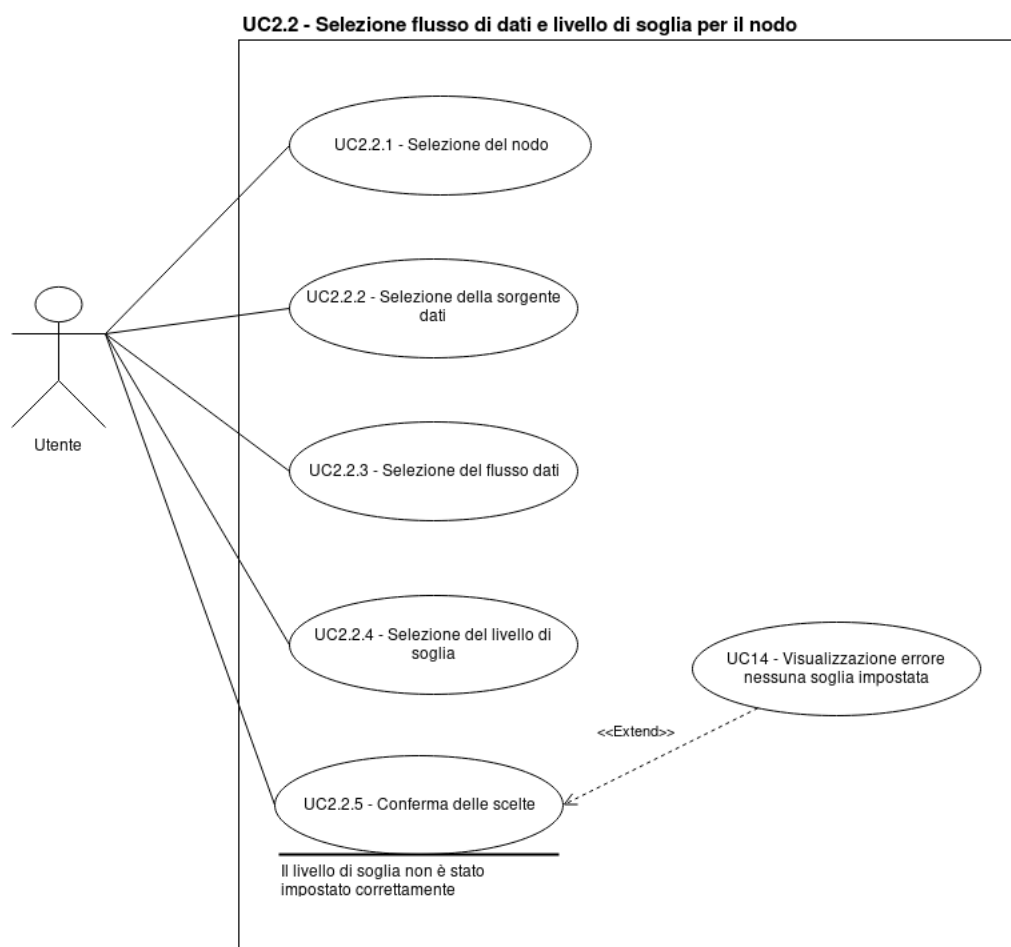 UC2.2 - Selezione flusso di dati e livello di soglia per il nodo
UC2.2.1 - Selezione del nodo
UC2.2.2 - Selezione della sorgente
dati
Utente
UC2.2.3 - Selezione del flusso dati
UC2.2.4 - Selezione del livello di
soglia
UC14 - Visualizzazione errore
nessuna soglia impostata
<<Extend>>
UC2.2.5 - Conferma delle scelte
Il livello di soglia non è stato
impostato correttamente